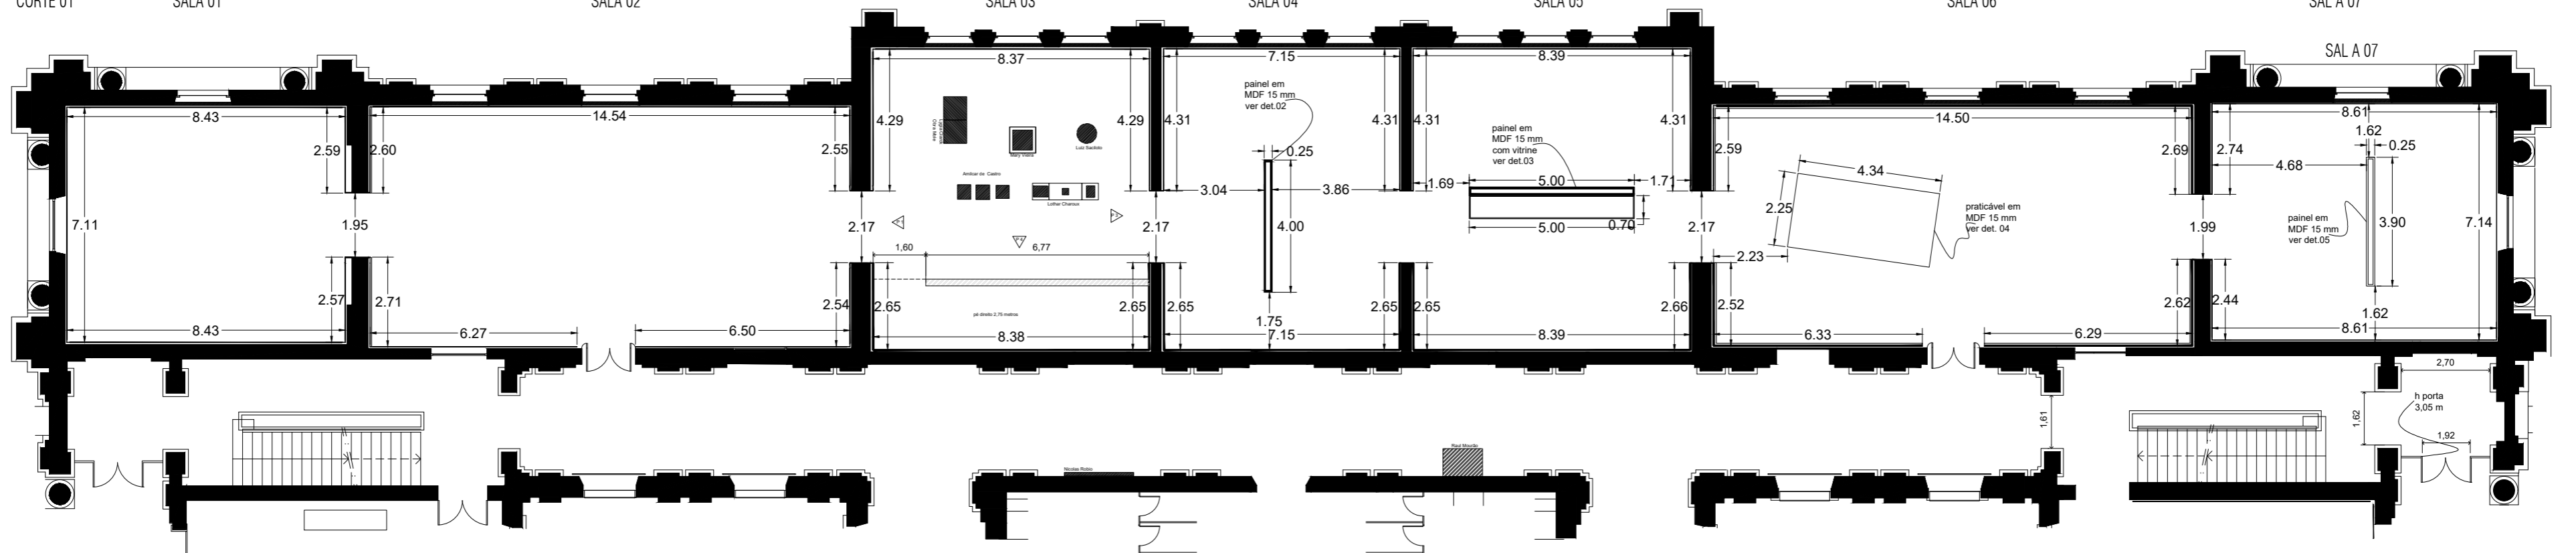 CORTE 01
SALA 01
SALA 02
SALA 03
SALA 04
SALA 05
SALA 06
SAL A 07
SAL A 07
8.43
7.11
2.59
1.95
2.57
8.43
14.54
2.60
2.55
2.71
2.54
6.27
6.50
2.17
8.37
4.29
4.29
Mary Vieira
Luiz Sacilotto
Amilcar de Castro
Lothar Charoux
1,60
6,77
2.65
2.65
pé direito 2,75 metros
8.38
2.17
7.15
painel em
MDF 15 mm
ver det.02
4.31
4.31
0.25
3.04
3.86
4.00
2.65
2.65
1.75
7.15
8.39
4.31
4.31
painel em
MDF 15 mm
com vitrine
ver det.03
1.69
5.00
1.71
0.70
5.00
2.65
2.66
8.39
2.17
14.50
2.59
2.69
4.34
2.25
2.23
praticável em
MDF 15 mm
ver det. 04
2.52
2.62
6.33
6.29
1.99
8.61
1.62
0.25
2.74
4.68
painel em
MDF 15 mm
ver det.05
3.90
7.14
2.44
1.62
8.61
2,70
h porta
3,05 m
1,61
1,62
1,92
Raul Mourão
Nicolas Robio